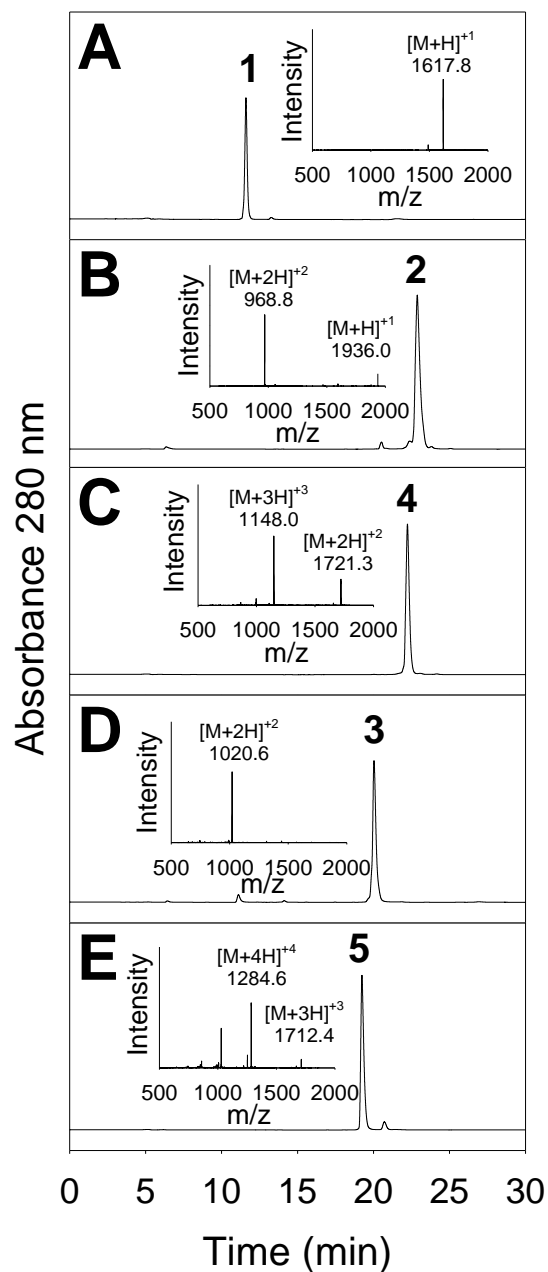 Absorbance 280 nm
A
1
Intensity
[M+H]+1
1617.8
500 1000 1500 2000
m/z
B
2
Intensity
[M+2H]+2
968.8
[M+H]+1
1936.0
500 1000 1500 2000
m/z
C
4
Intensity
[M+3H]+3
1148.0
[M+2H]+2
1721.3
500 1000 1500 2000
m/z
D
3
Intensity
[M+2H]+2
1020.6
500 1000 1500 2000
m/z
E
5
Intensity
[M+4H]+4
1284.6
[M+3H]+3
1712.4
500 1000 1500 2000
m/z
0 5 10 15 20 25 30
Time (min)